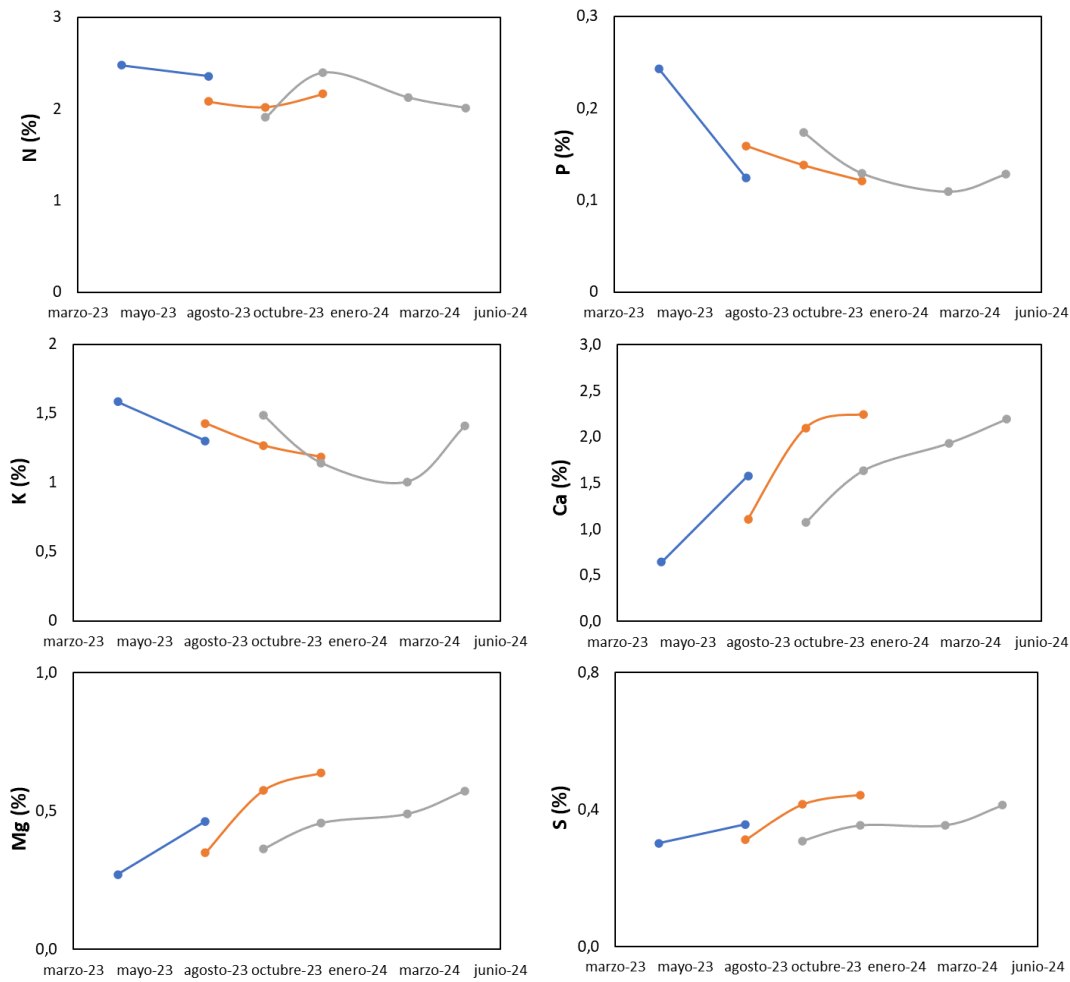 3
2
1
0
N (%)
marzo-23 mayo-23 agosto-23 octubre-23 enero-24 marzo-24 junio-24
0,3
0,2
0,1
0
P (%)
marzo-23 mayo-23 agosto-23 octubre-23 enero-24 marzo-24 junio-24
2
1,5
1
0,5
0
K (%)
marzo-23 mayo-23 agosto-23 octubre-23 enero-24 marzo-24 junio-24
3,0
2,5
2,0
1,5
1,0
0,5
0,0
Ca (%)
marzo-23 mayo-23 agosto-23 octubre-23 enero-24 marzo-24 junio-24
1,0
0,5
0,0
Mg (%)
marzo-23 mayo-23 agosto-23 octubre-23 enero-24 marzo-24 junio-24
0,8
0,4
0,0
S (%)
marzo-23 mayo-23 agosto-23 octubre-23 enero-24 marzo-24 junio-24